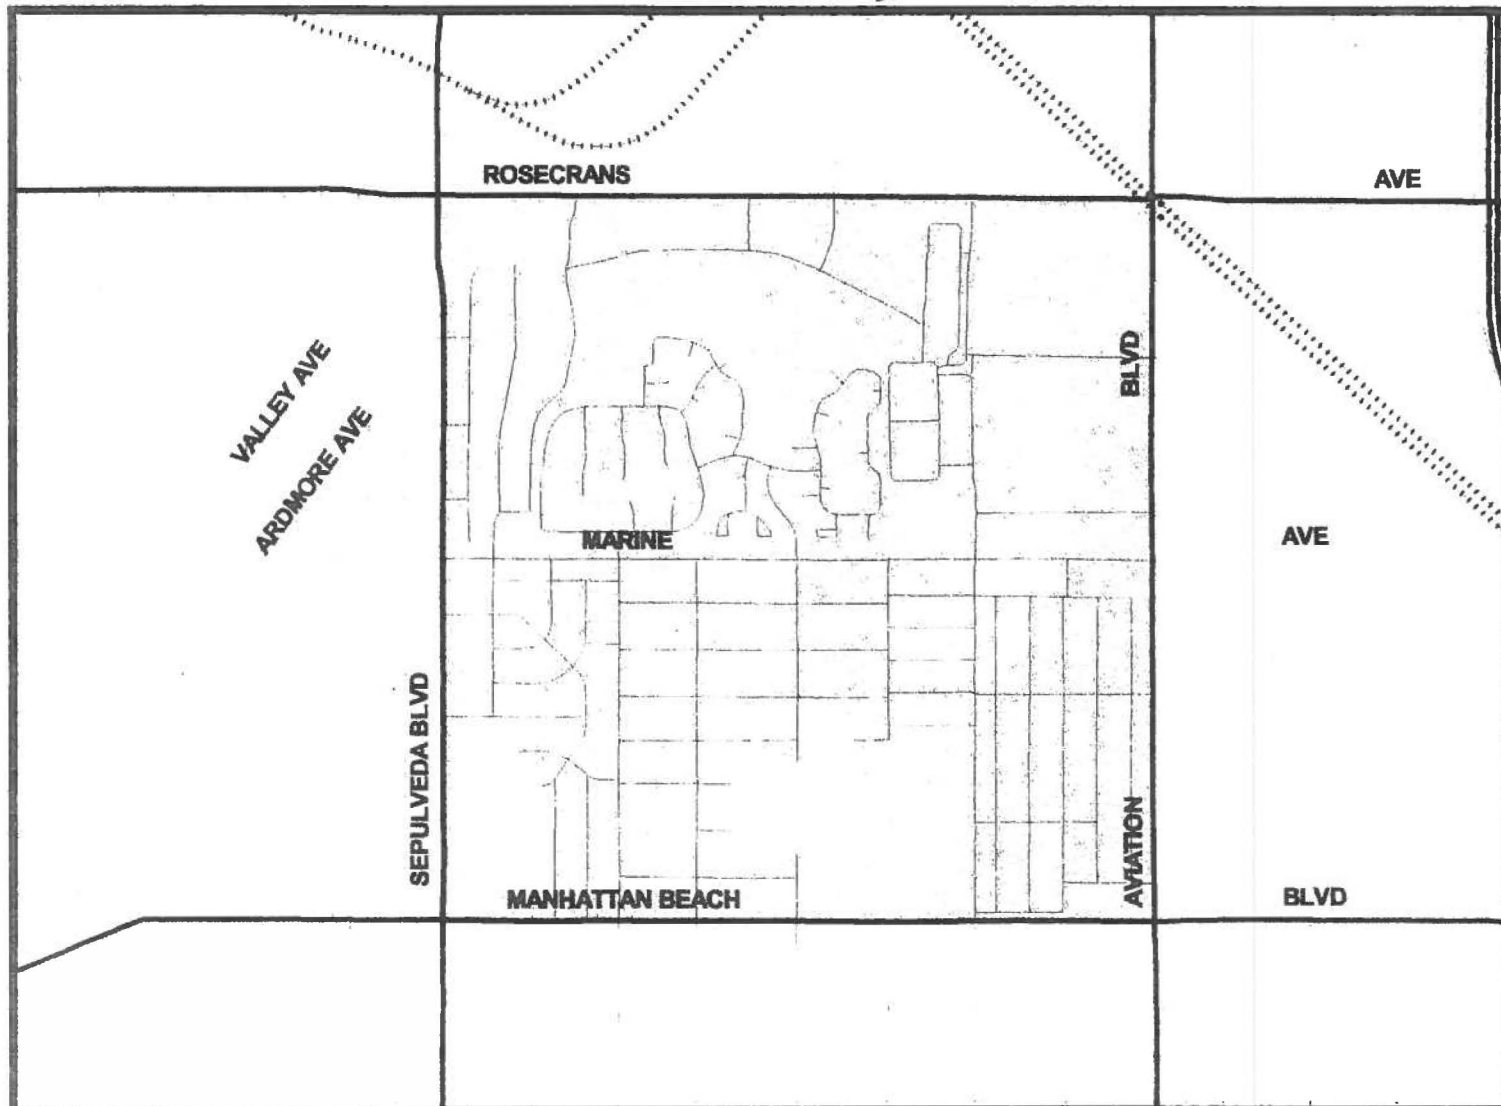 ROSECRANS AVE
VALLEY AVE
ARDMORE AVE
BLVD
MARINE AVE
SEPULVEDA BLVD
AVIATION
MANHATTAN BEACH BLVD